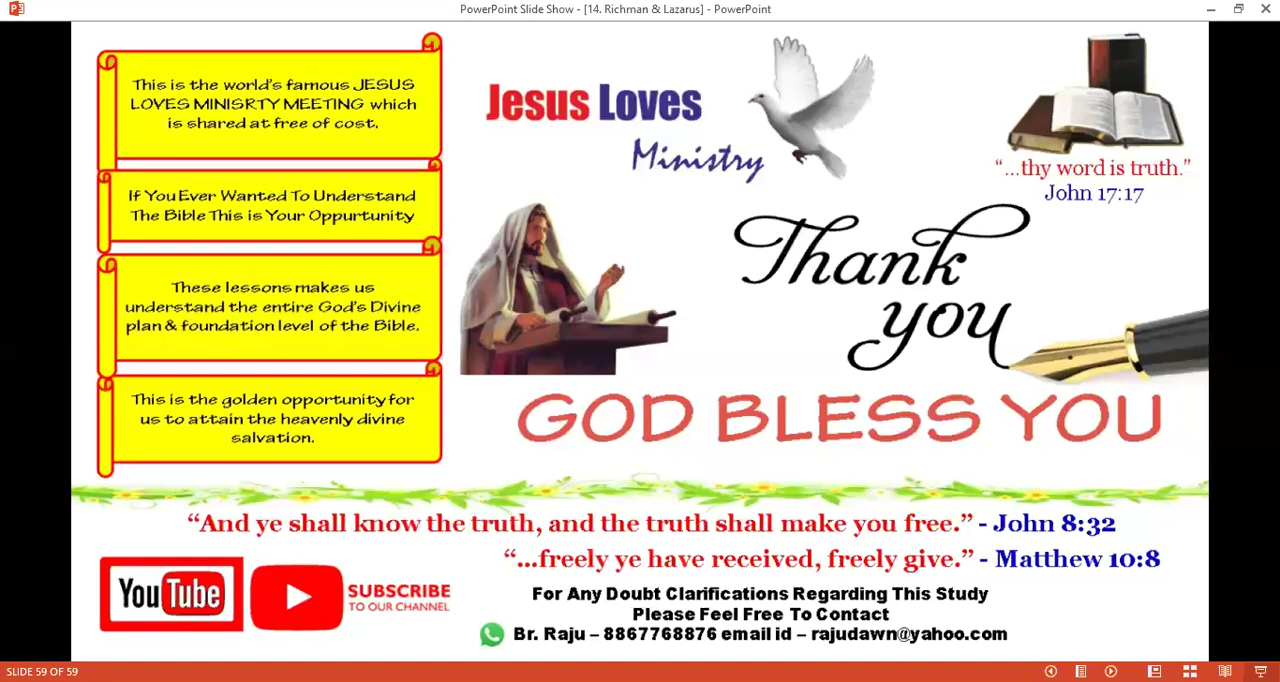 PowerPoint Slide Show - [14. Richman & Lazarus] - PowerPoint
This is the world's famous JESUS
LOVES MINISRTY MEETING which
is shared at free of cost.
If You Ever Wanted To Understand
The Bible This is Your Oppurtunity
These lessons makes us
understand the entire God's Divine
plan & foundation level of the Bible.
This is the golden opportunity for
us to attain the heavenly divine
salvation.
Jesus Loves
Ministry
"...thy word is truth."
John 17:17
Thank
you
GOD BLESS YOU
"And ye shall know the truth, and the truth shall make you free." - John 8:32
"...freely ye have received, freely give." - Matthew 10:8
YouTube
SUBSCRIBE
TO OUR CHANNEL
For Any Doubt Clarifications Regarding This Study
Please Feel Free To Contact
Br. Raju – 8867768876 email id – rajudawn@yahoo.com
SLIDE 59 OF 59